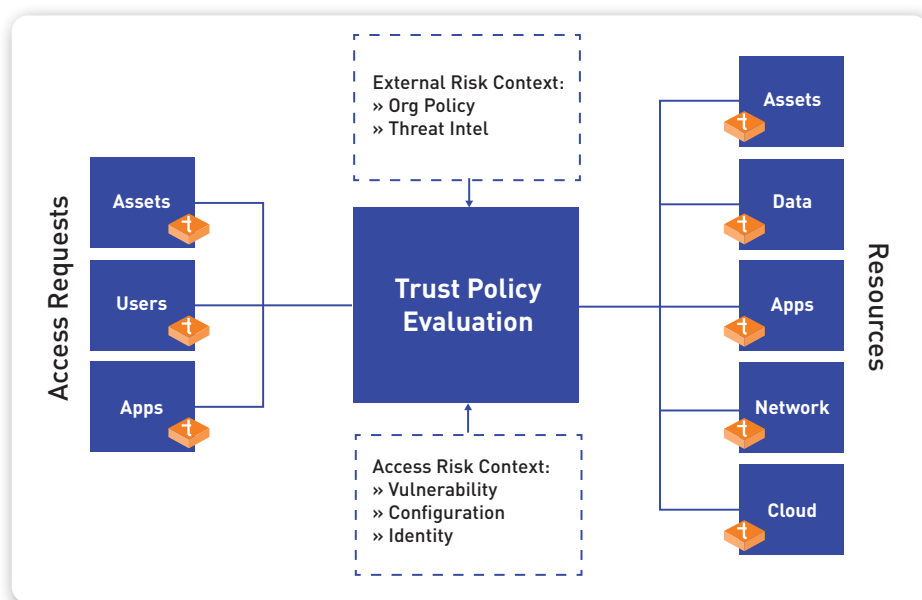 External Risk Context:
» Org Policy
» Threat Intel
Access Requests
Assets
t
Users
t
Apps
t
Trust Policy
Evaluation
Access Risk Context:
» Vulnerability
» Configuration
» Identity
Assets
t
Data
t
Apps
t
Network
t
Cloud
t
Resources